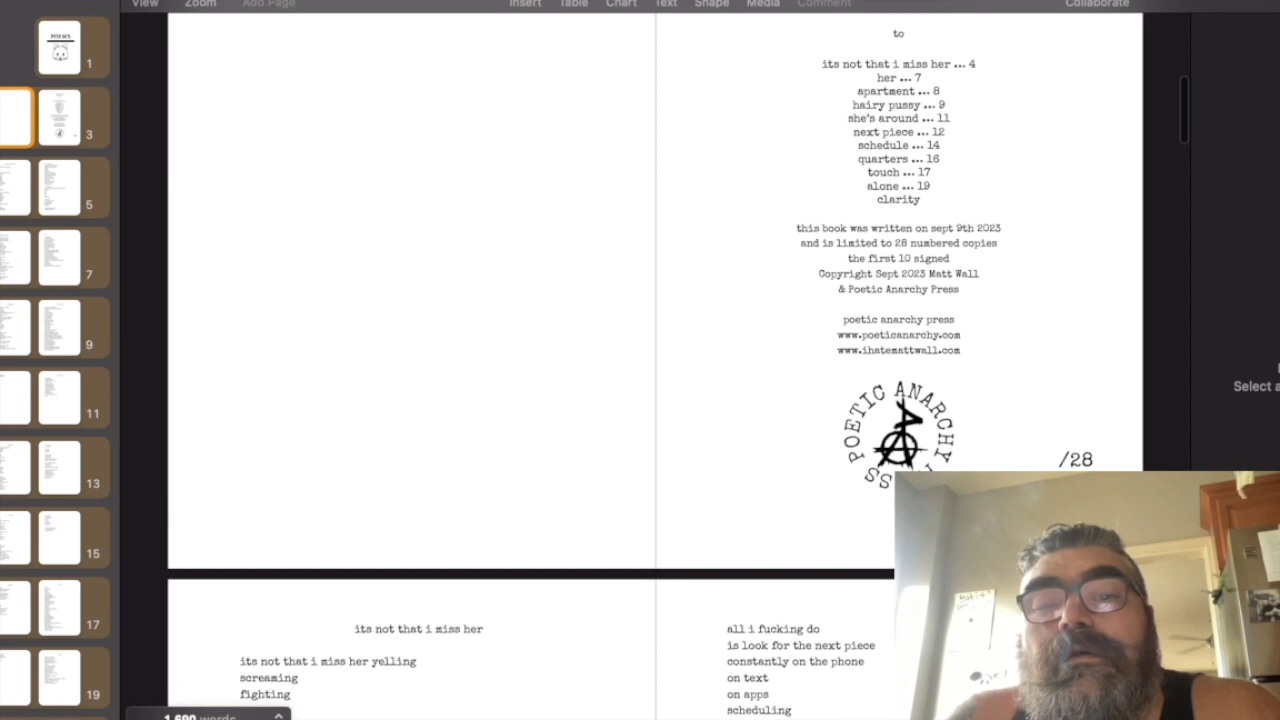 View
Zoom
Add Page
Insert
Table
Chart
Text
Shape
Media
Comment
Collaborate
1
3
5
7
9
11
13
15
17
19
to
its not that i miss her ... 4
her ... 7
apartment ... 8
hairy pussy ... 9
she's around ... 11
next piece ... 12
schedule ... 14
quarters ... 16
touch ... 17
alone ... 19
clarity
this book was written on sept 9th 2023
and is limited to 28 numbered copies
the first 10 signed
Copyright Sept 2023 Matt Wall
& Poetic Anarchy Press
poetic anarchy press
www.poeticanarchy.com
www.ihatemattwall.com
POETIC ANARCHY
/28
Select
its not that i miss her
its not that i miss her yelling
screaming
fighting
all i fucking do
is look for the next piece
constantly on the phone
on text
on apps
scheduling
1,690 words